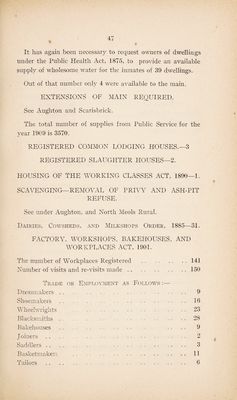 47
It has again been necessary to request owners of dwellings
under the Public Health Act, 1875, to provide an available
supply of wholesome water for the inmates of 39 dwellings.
Out of that number only 4 were available to the main.
EXTENSIONS OF MAIN REQUIRED.
See Aughton and Scarisbrick.
The total number of supplies from Public Service for the
year 1909 is 3570.
REGISTERED COMMON LODGING HOUSES.—3
REGISTERED SLAUGHTER HOUSES—2.
HOUSING OF THE WORKING CLASSES ACT, 1890—1.
SCAVENGING—REMOVAL OF PRIVY AND ASH-PIT
REFUSE.
See under Aughton, and North Meols Rural.
DAIRIES, COWSHEDS, AND MILKSHOPS ORDER, 1885—31.
FACTORY, WORKSHOPS, BAKEHOUSES, AND
WORKPLACES ACT, 1901.
The number of Workplaces Registered .. .. .. .. 141
Number of visits and re-visits made .. .. .. .. 150
TRADE OR EMPLOYMENT AS FOLLOWS:—
Dressmakers .. .. .. .. .. .. .. .. 9
Shoemakers .. .. .. .. .. .. .. .. 16
Wheelwrights .. .. .. .. .. .. .. .. 23
Blacksmiths .. .. .. .. .. .. .. .. 28
Bakehouses .. .. .. .. .. .. .. .. 9
Joiners .. .. .. .. .. .. .. .. 2
Saddlers .. .. .. .. .. .. .. .. 3
Basketmakers .. .. .. .. .. .. .. .. 11
Tailors .. .. .. .. .. .. .. .. 6